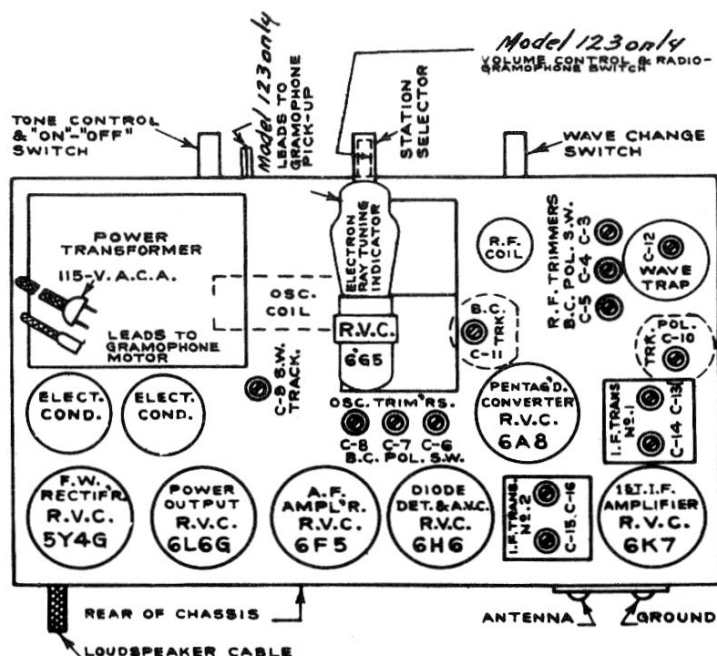 Model 123 only
VOLUME CONTROL & RADIO-
GRAMOPHONE SWITCH
TONE CONTROL
& "ON"-"OFF"
SWITCH
Model 123 only
LEADS TO
GRAMOPHONE
PICK-UP
STATION
SELECTOR
WAVE CHANGE
SWITCH
POWER
TRANSFORMER
115-V. A.C.A.
LEADS TO
GRAMOPHONE
MOTOR
ELECTRON
RAY TUNING
INDICATOR
R.V.C.
6G5
OSC.
COIL
R.F.
COIL
R.F. TRIMMERS
B.C. POL. S.W.
C-5 C-4 C-3
C-12
WAVE
TRAP
B.C.
TRK.
C-11
POL.
TRK.
C-10
C-9 S.W.
TRACK.
ELECT.
COND.
ELECT.
COND.
OSC. TRIM'RS.
C-8 C-7 C-6
B.C. POL. S.W.
PENTAG'D.
CONVERTER
R.V.C.
6A8
I.F. TRANS
No. 1
C-14 C-13
F.W.
RECTIF'R.
R.V.C.
5Y4G
POWER
OUTPUT
R.V.C.
6L6G
A.F.
AMPL'R.
R.V.C.
6F5
DIODE
DET. & A.V.C.
R.V.C.
6H6
I.F. TRANS.
No. 2
C-15, C-16
1ST. I.F.
AMPLIFIER
R.V.C.
6K7
REAR OF CHASSIS
ANTENNA
GROUND
LOUDSPEAKER CABLE